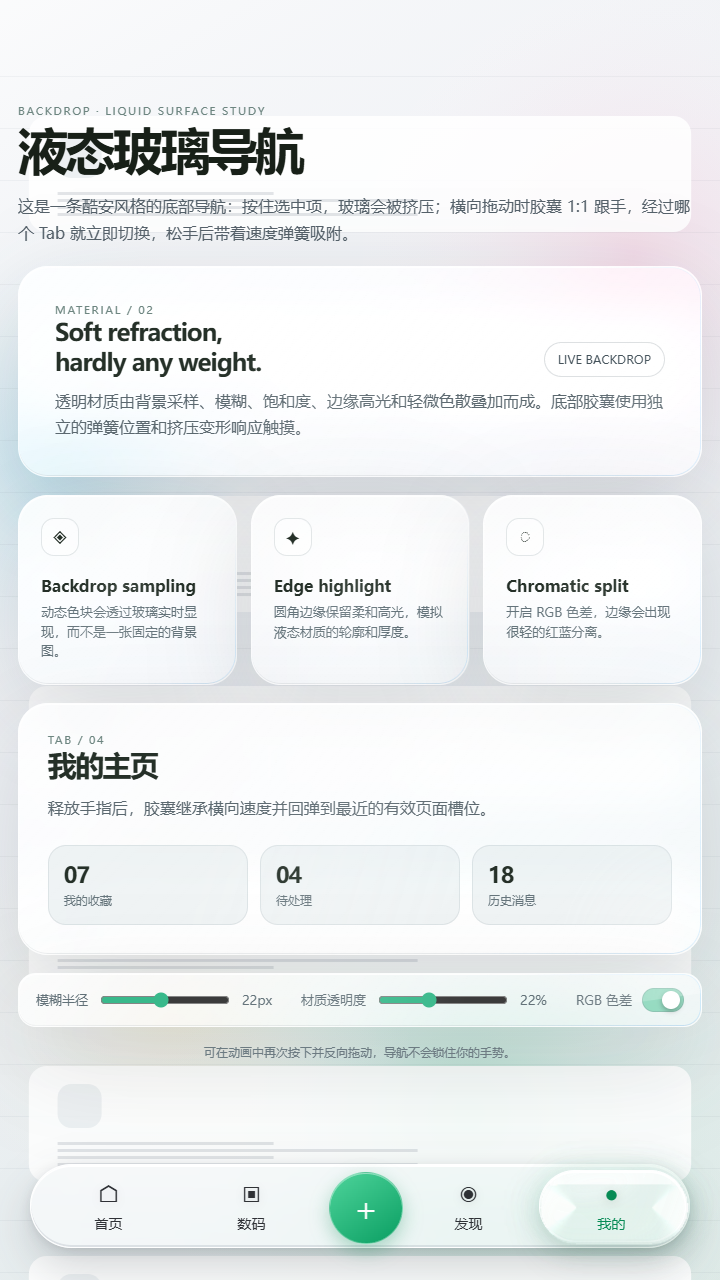 BACKDROP · LIQUID SURFACE STUDY
液态玻璃导航
这是一条酷安风格的底部导航：按住选中项，玻璃会被挤压；横向拖动时胶囊 1:1 跟手，经过哪
个 Tab 就立即切换，松手后带着速度弹簧吸附。
MATERIAL / 02
Soft refraction,
hardly any weight.
LIVE BACKDROP
透明材质由背景采样、模糊、饱和度、边缘高光和轻微色散叠加而成。底部胶囊使用独
立的弹簧位置和挤压变形响应触摸。
Backdrop sampling
动态色块会透过玻璃实时显
现，而不是一张固定的背景
图。
Edge highlight
圆角边缘保留柔和高光，模拟
液态材质的轮廓和厚度。
Chromatic split
开启 RGB 色差，边缘会出现
很轻的红蓝分离。
TAB / 04
我的主页
释放手指后，胶囊继承横向速度并回弹到最近的有效页面槽位。
07
我的收藏
04
待处理
18
历史消息
模糊半径 22px 材质透明度 22% RGB 色差
可在动画中再次按下并反向拖动，导航不会锁住你的手势。
首页 数码 + 发现 我的